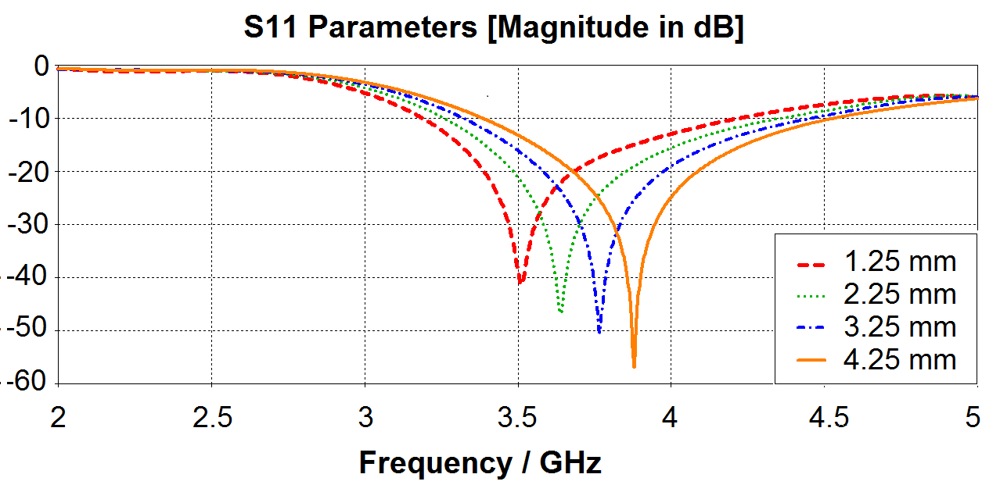 S11 Parameters [Magnitude in dB]
0
-10
-20
-30
-40
-50
-60
1.25 mm
2.25 mm
3.25 mm
4.25 mm
2 2.5 3 3.5 4 4.5 5
Frequency / GHz